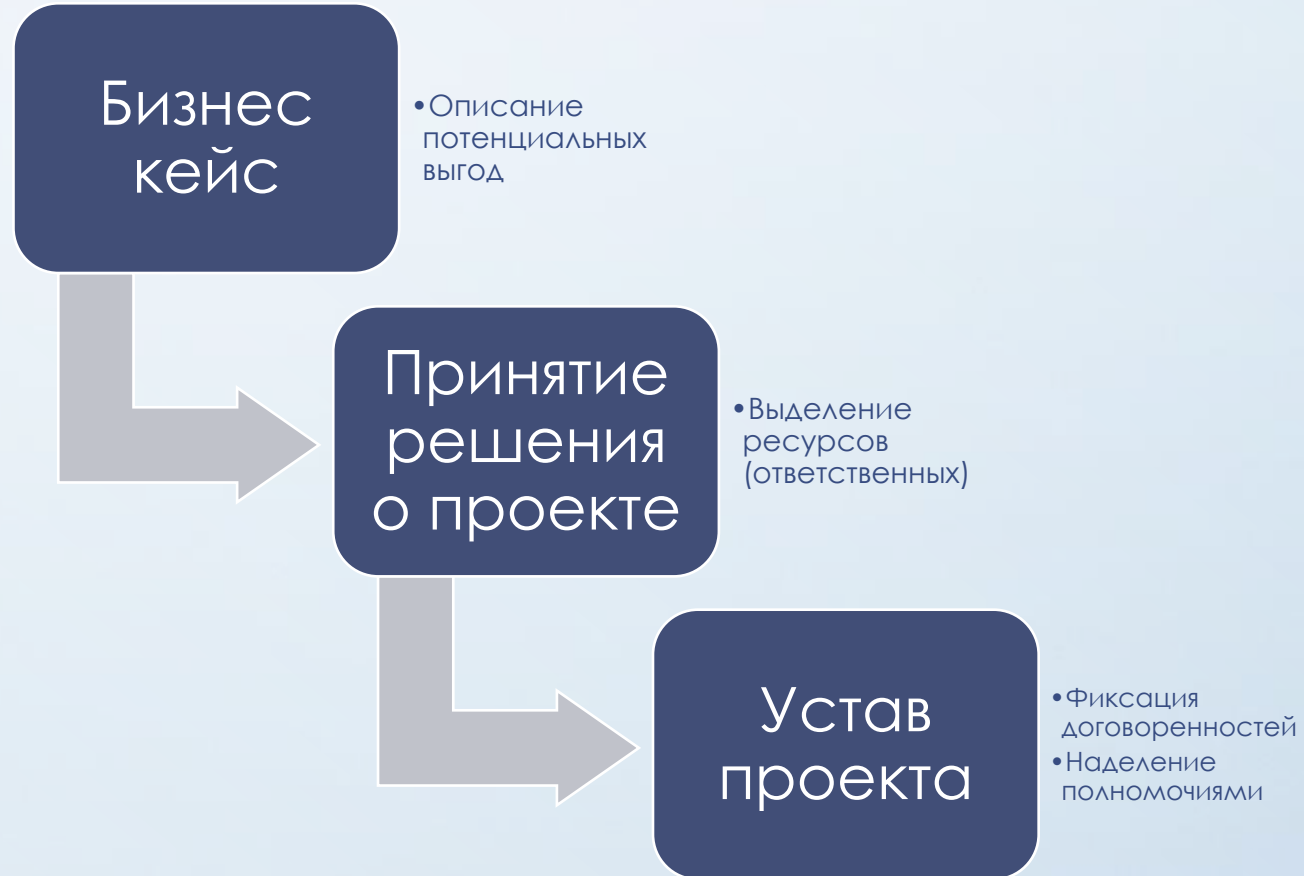 Бизнес
кейс
•Описание
потенциальных
выгод
Принятие
решения
о проекте
•Выделение
ресурсов
(ответственных)
Устав
проекта
•Фиксация
договоренностей
•Наделение
полномочиями